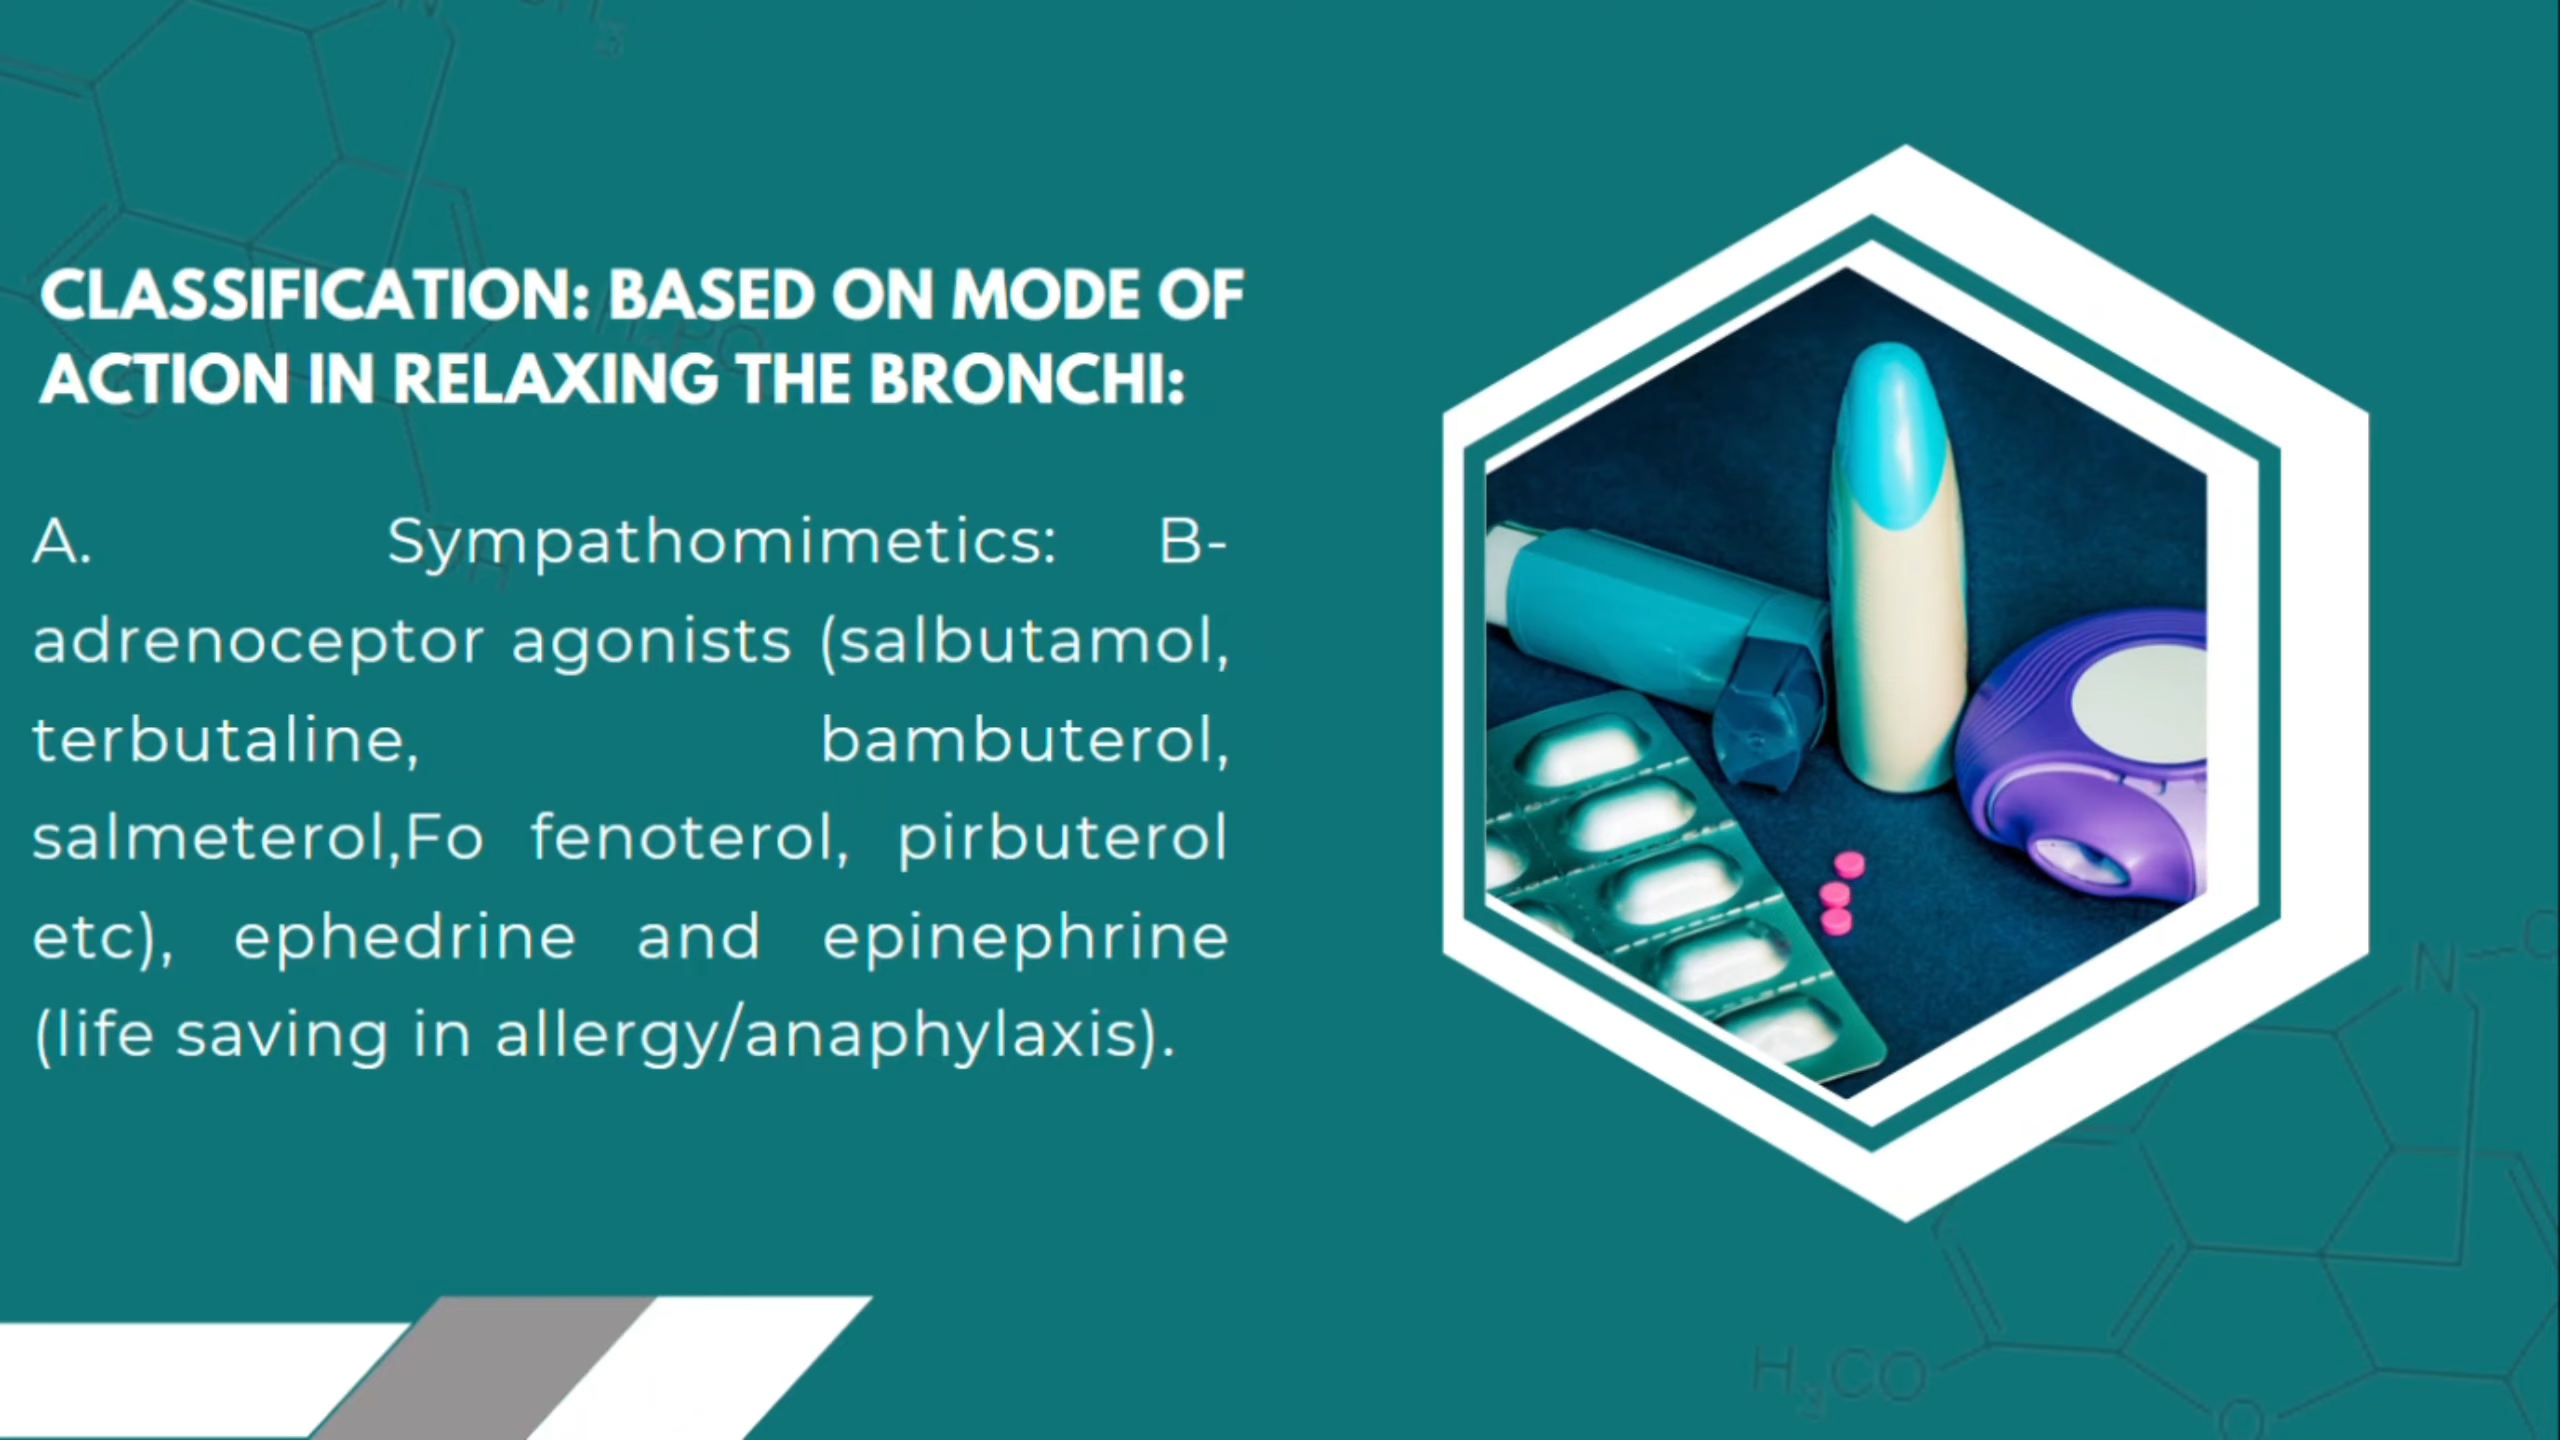 CLASSIFICATION: BASED ON MODE OF
ACTION IN RELAXING THE BRONCHI:
A. Sympathomimetics: B-
adrenoceptor agonists (salbutamol,
terbutaline, bambuterol,
salmeterol,Fo fenoterol, pirbuterol
etc), ephedrine and epinephrine
(life saving in allergy/anaphylaxis).
N
H₃CO
O